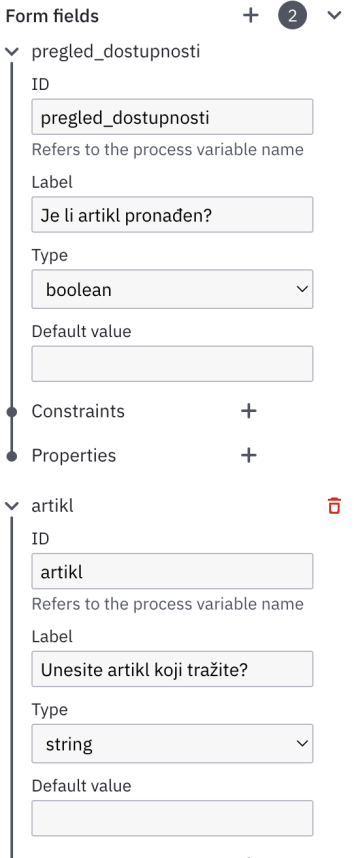 Form fields
2
pregled_dostupnosti
ID
pregled_dostupnosti
Refers to the process variable name
Label
Je li artikl pronađen?
Type
boolean
Default value
Constraints
Properties
artikl
ID
artikl
Refers to the process variable name
Label
Unesite artikl koji tražite?
Type
string
Default value